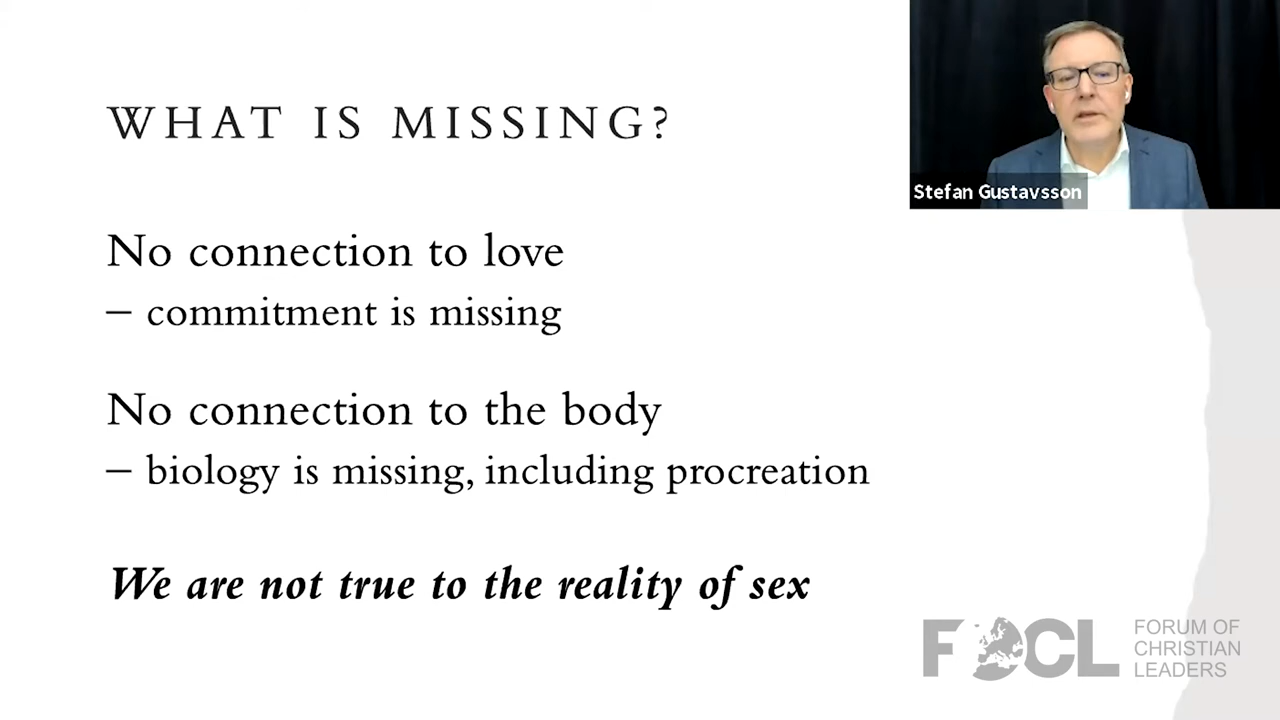 WHAT IS MISSING?
No connection to love
– commitment is missing
No connection to the body
– biology is missing, including procreation
We are not true to the reality of sex
Stefan Gustavsson
FOCL
FORUM OF
CHRISTIAN
LEADERS